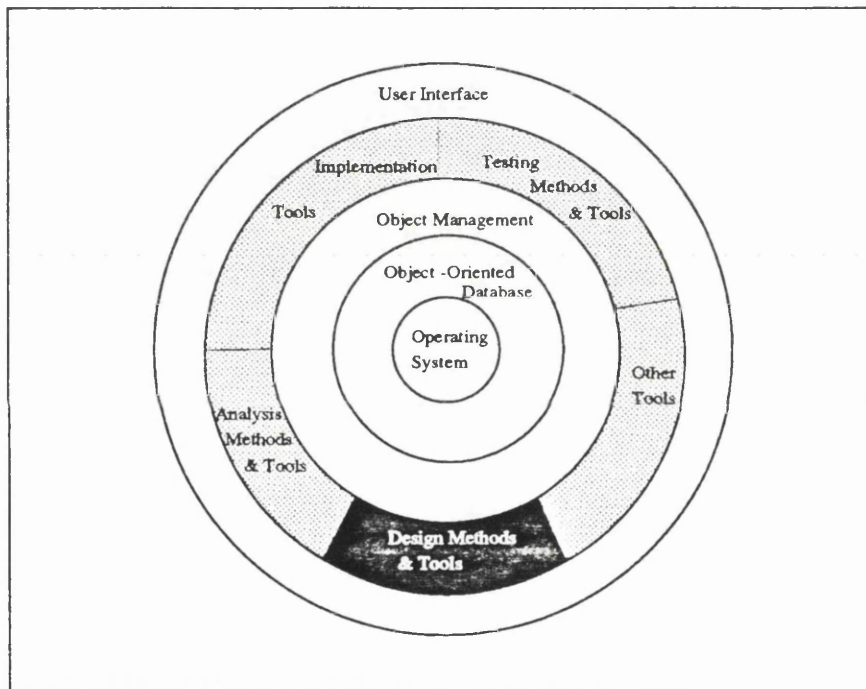 User Interface
Implementation
Tools
Testing
Methods
& Tools
Object Management
Object -Oriented
Database
Operating
System
Other
Tools
Analysis
Methods
& Tools
Design Methods
& Tools